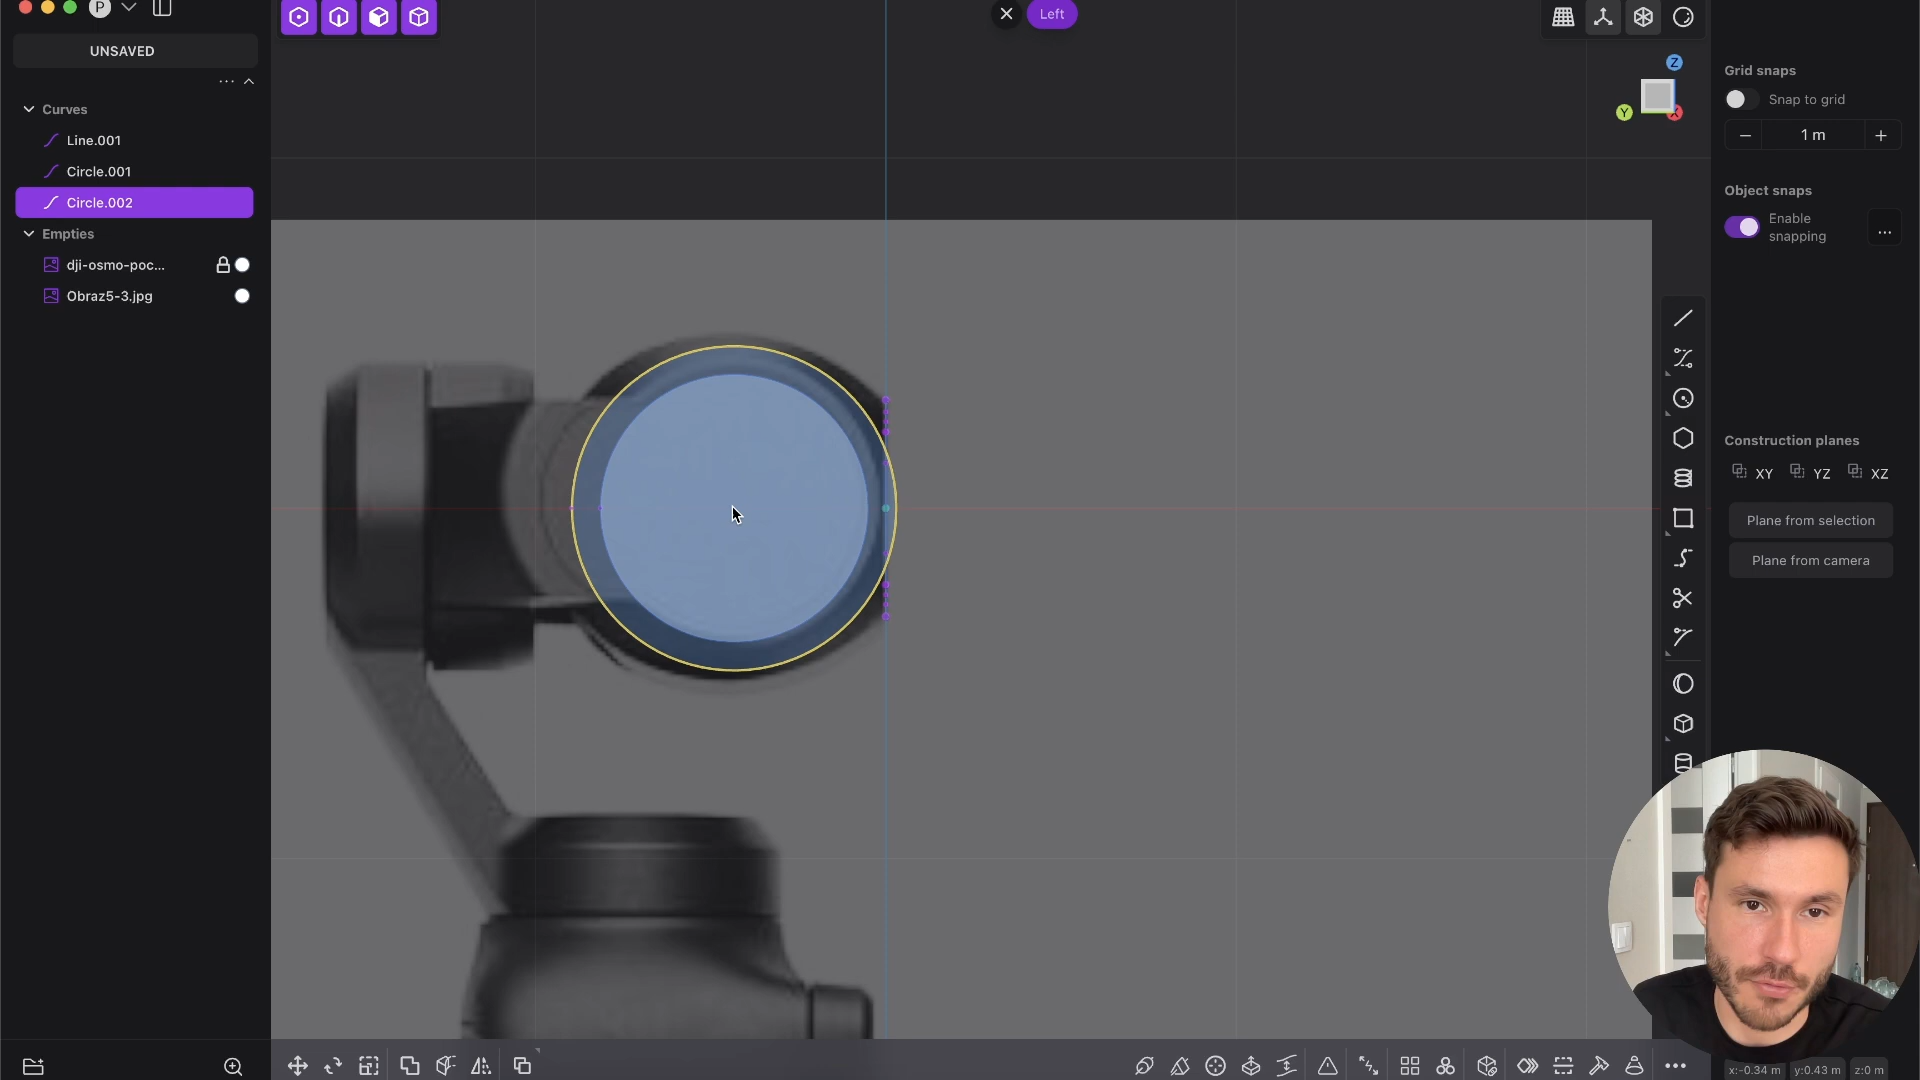 P
UNSAVED
Curves
Line.001
Circle.001
Circle.002
Empties
dji-osmo-poc...
Obraz5-3.jpg
Left
Z
Y
X
Grid snaps
Snap to grid
1 m
Object snaps
Enable
snapping
Construction planes
XY YZ XZ
Plane from selection
Plane from camera
x:-0.34 m y:0.43 m z:0 m